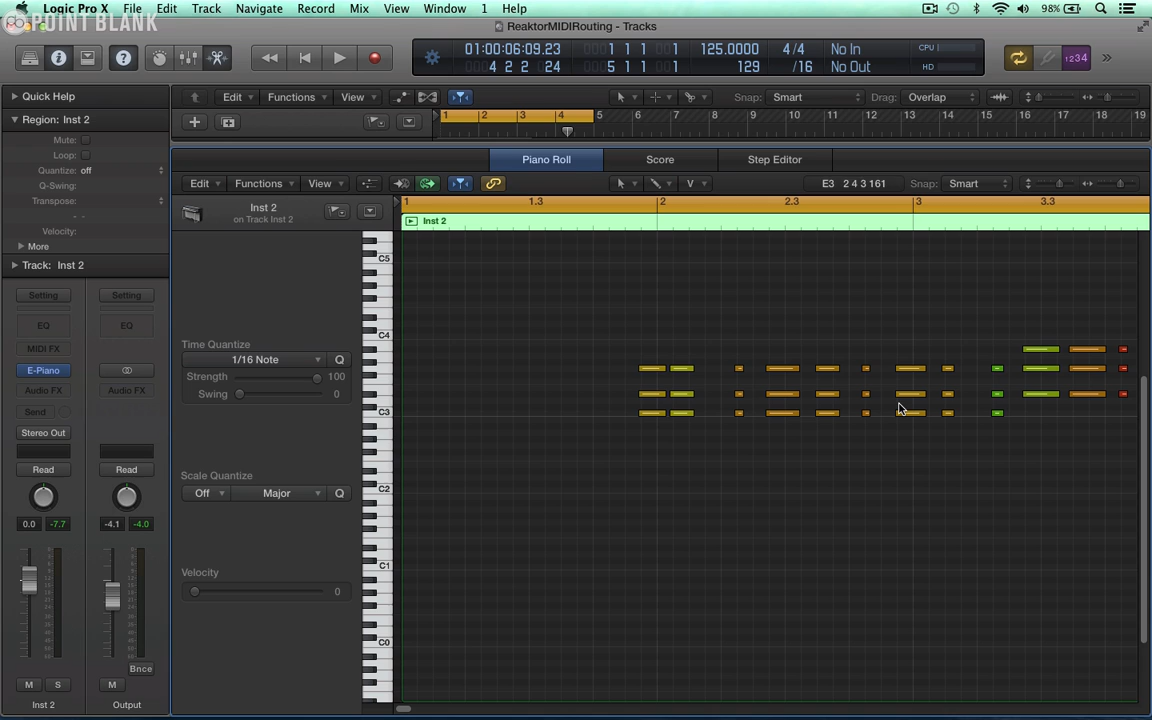 Logic Pro X File Edit Track Navigate Record Mix View Window 1 Help 98%
POINT BLANK
ReaktorMIDIRouting - Tracks
01:00:06:09.23 0001 1 1 001 125.0000 4/4 No In CPU
4 2 2 024 0005 1 1 001 129 /16 No Out HD
1234
Quick Help Edit Functions View Snap: Smart Drag: Overlap
Region: Inst 2
1 2 3 4 5 6 7 8 9 10 11 12 13 14 15 16 17 18 19
Mute:
Loop:
Quantize: off
Q-Swing:
Transpose:
Velocity:
More
Track: Inst 2
Piano Roll Score Step Editor
Edit Functions View E3 2 4 3 161 Snap: Smart
Inst 2
on Track Inst 2
1 1.3 2 2.3 3 3.3
Inst 2
C5
C4
C3
C2
C1
C0
Time Quantize
1/16 Note Q
Strength 100
Swing 0
Scale Quantize
Off Major Q
Velocity
0
Setting Setting
EQ EQ
MIDI FX
E-Piano
Audio FX Audio FX
Send
Stereo Out
Read Read
0.0 -7.7 -4.1 -4.0
Bnce
M S M
Inst 2 Output